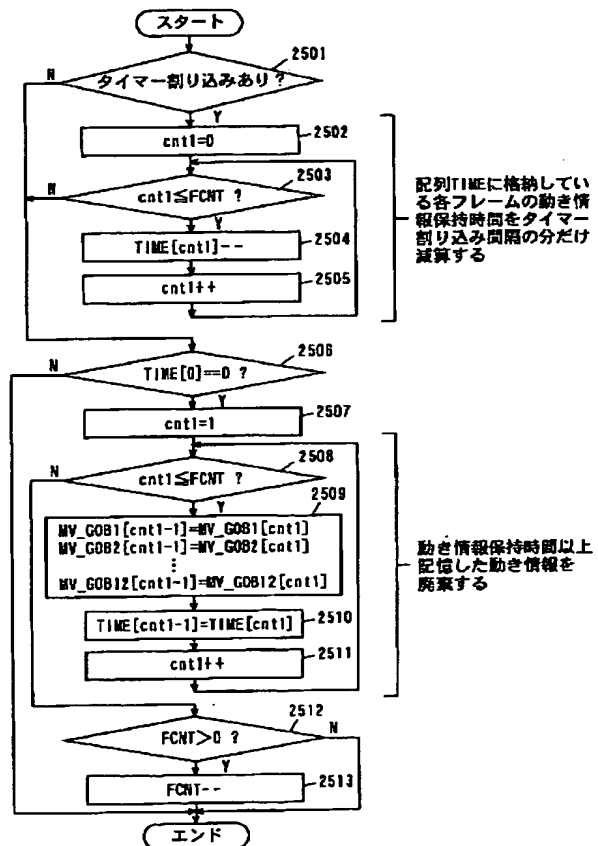 スタート
2501
タイマー割り込みあり?
N
Y
cnt1=0
2502
2503
cnt1≦FCNT ?
N
Y
TIME[cnt1]--
2504
cnt1++
2505
配列TIMEに格納してい
る各フレームの動き情
報保持時間をタイマー
割り込み間隔の分だけ
減算する
2506
TIME[0]==0 ?
N
Y
cnt1=1
2507
2508
cnt1≦FCNT ?
N
Y
2509
MV_GOB1[cnt1-1]=MV_GOB1[cnt1]
MV_GOB2[cnt1-1]=MV_GOB2[cnt1]
⋮
MV_GOB12[cnt1-1]=MV_GOB12[cnt1]
TIME[cnt1-1]=TIME[cnt1]
2510
cnt1++
2511
動き情報保持時間以上
記憶した動き情報を
廃棄する
2512
FCNT>0 ?
N
Y
FCNT--
2513
エンド